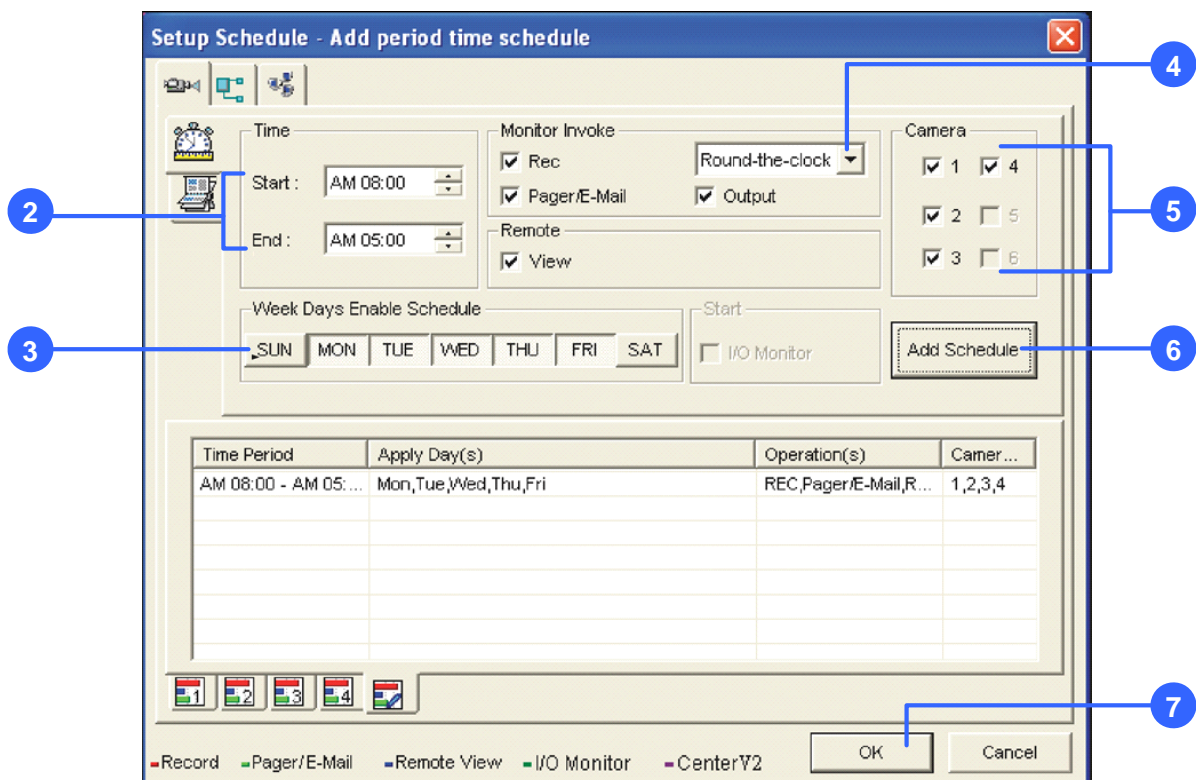 Setup Schedule - Add period time schedule
4
Time
Monitor Invoke
Camera
Rec
Round-the-clock
1
4
Start :
AM 08:00
Pager/E-Mail
Output
2
5
2
5
End :
AM 05:00
Remote
View
3
6
Week Days Enable Schedule
Start
3
SUN MON TUE WED THU FRI SAT
I/O Monitor
Add Schedule
6
Time Period Apply Day(s) Operation(s) Camer...
AM 08:00 - AM 05:... Mon,Tue,Wed,Thu,Fri REC,Pager/E-Mail,R... 1,2,3,4
1 2 3 4
7
OK
Cancel
Record Pager/E-Mail Remote View I/O Monitor CenterV2